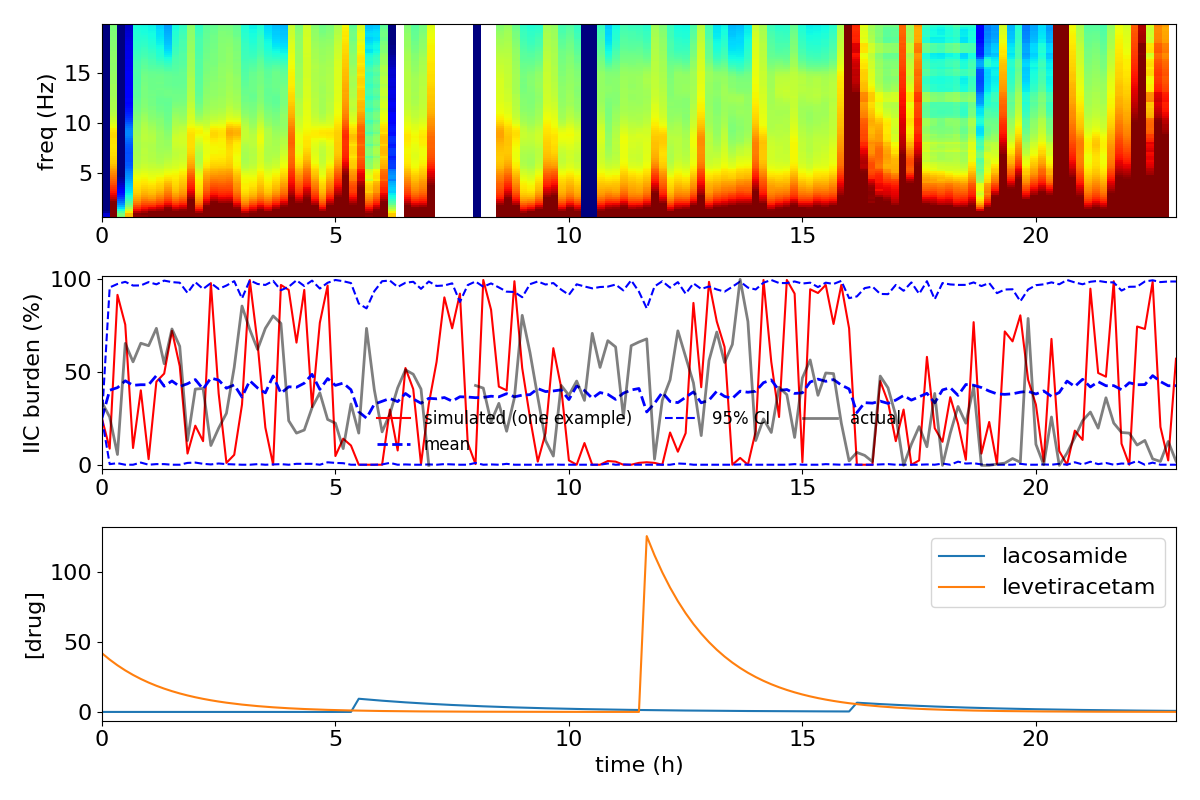 freq (Hz)
15
10
5
0 5 10 15 20
IIC burden (%)
100
50
0
simulated (one example) 95% CI actual
mean
0 5 10 15 20
[drug]
100
50
0
lacosamide
levetiracetam
0 5 10 15 20
time (h)